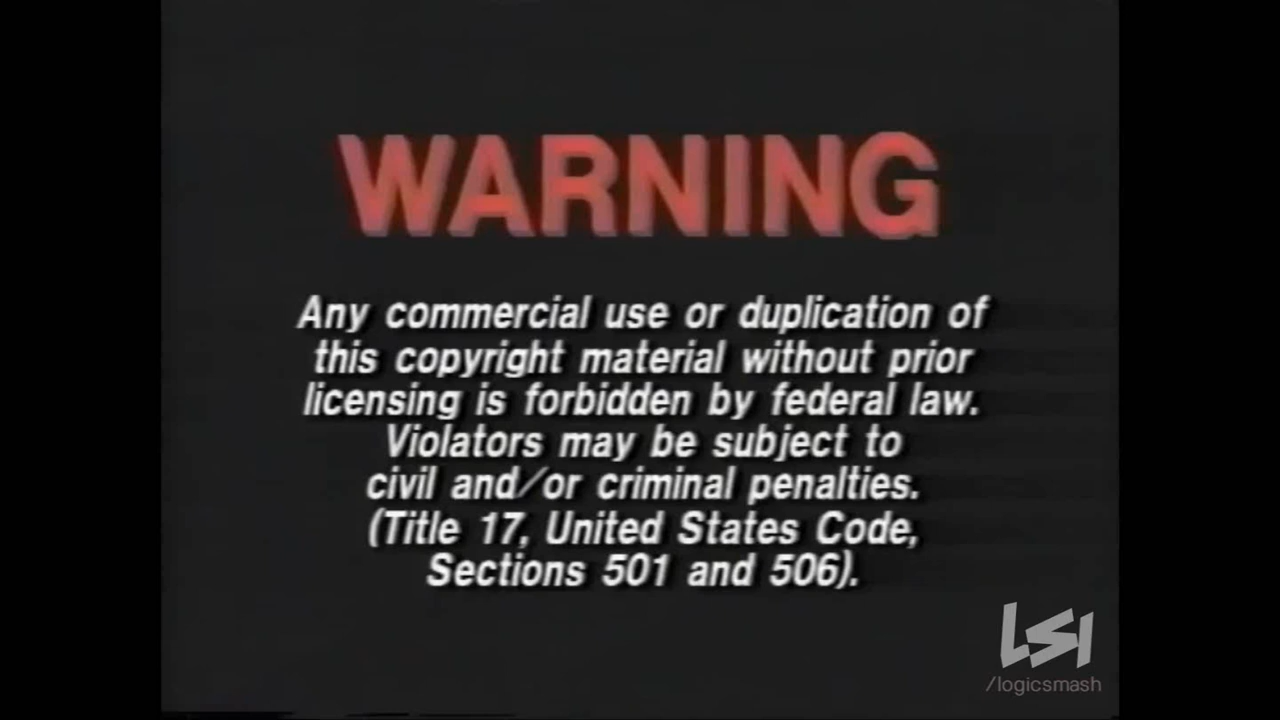 WARNING
Any commercial use or duplication of
this copyright material without prior
licensing is forbidden by federal law.
Violators may be subject to
civil and/or criminal penalties.
(Title 17, United States Code,
Sections 501 and 506).
LSI
/logicsmash